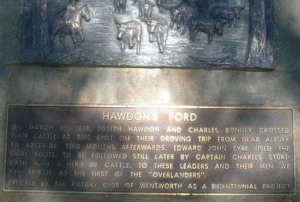 HAWDON'S FORD
IN MARCH 1838, JOSEPH HAWDON AND CHARLES BONNEY CROSSED
THEIR CATTLE AT THIS SPOT ON THEIR DROVING TRIP FROM NEAR ALBURY
TO ADELAIDE. TWO MONTHS AFTERWARDS, EDWARD JOHN EYRE USED THE
SAME ROUTE TO BE FOLLOWED STILL LATER BY CAPTAIN CHARLES STURT
BOTH WITH A HERD OF CATTLE. TO THESE LEADERS AND THEIR MEN WE
PAY TRIBUTE AS THE FIRST OF THE "OVERLANDERS".
ERECTED BY THE ROTARY CLUB OF WENTWORTH AS A BICENTENNIAL PROJECT